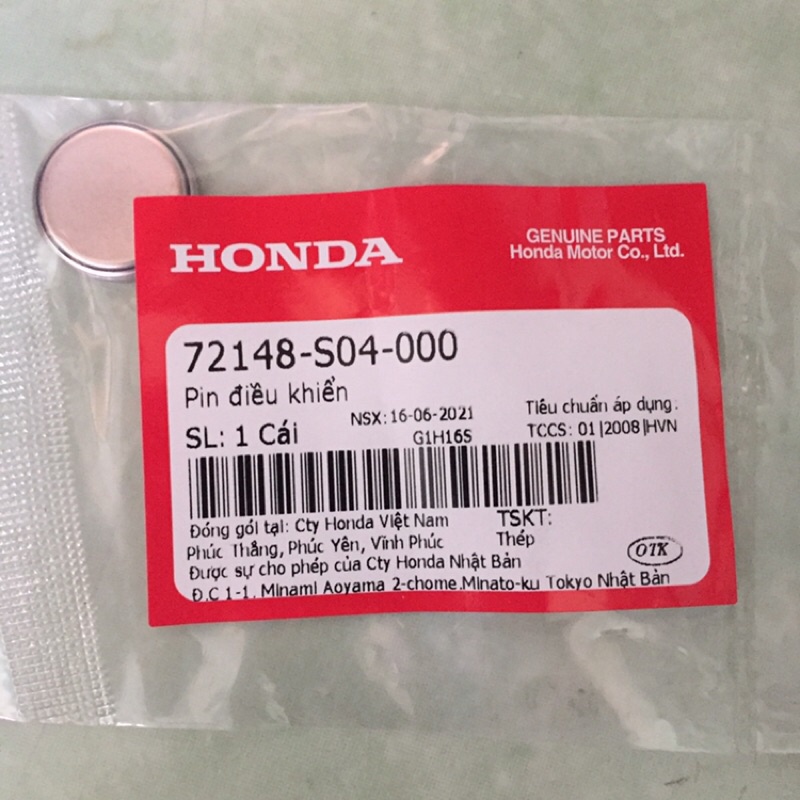 HONDA
GENUINE PARTS
Honda Motor Co., Ltd.
72148-S04-000
Pin điều khiển
SL: 1 Cái
NSX: 16-06-2021
G1H16S
Tiêu chuẩn áp dụng:
TCCS: 01|2008|HVN
Đóng gói tại: Cty Honda Việt Nam
Phúc Thắng, Phúc Yên, Vĩnh Phúc
TSKT:
Thép
Được sự cho phép của Cty Honda Nhật Bản
Đ.C 1-1, Minami Aoyama 2-chome.Minato-ku Tokyo Nhật Bản
OTK